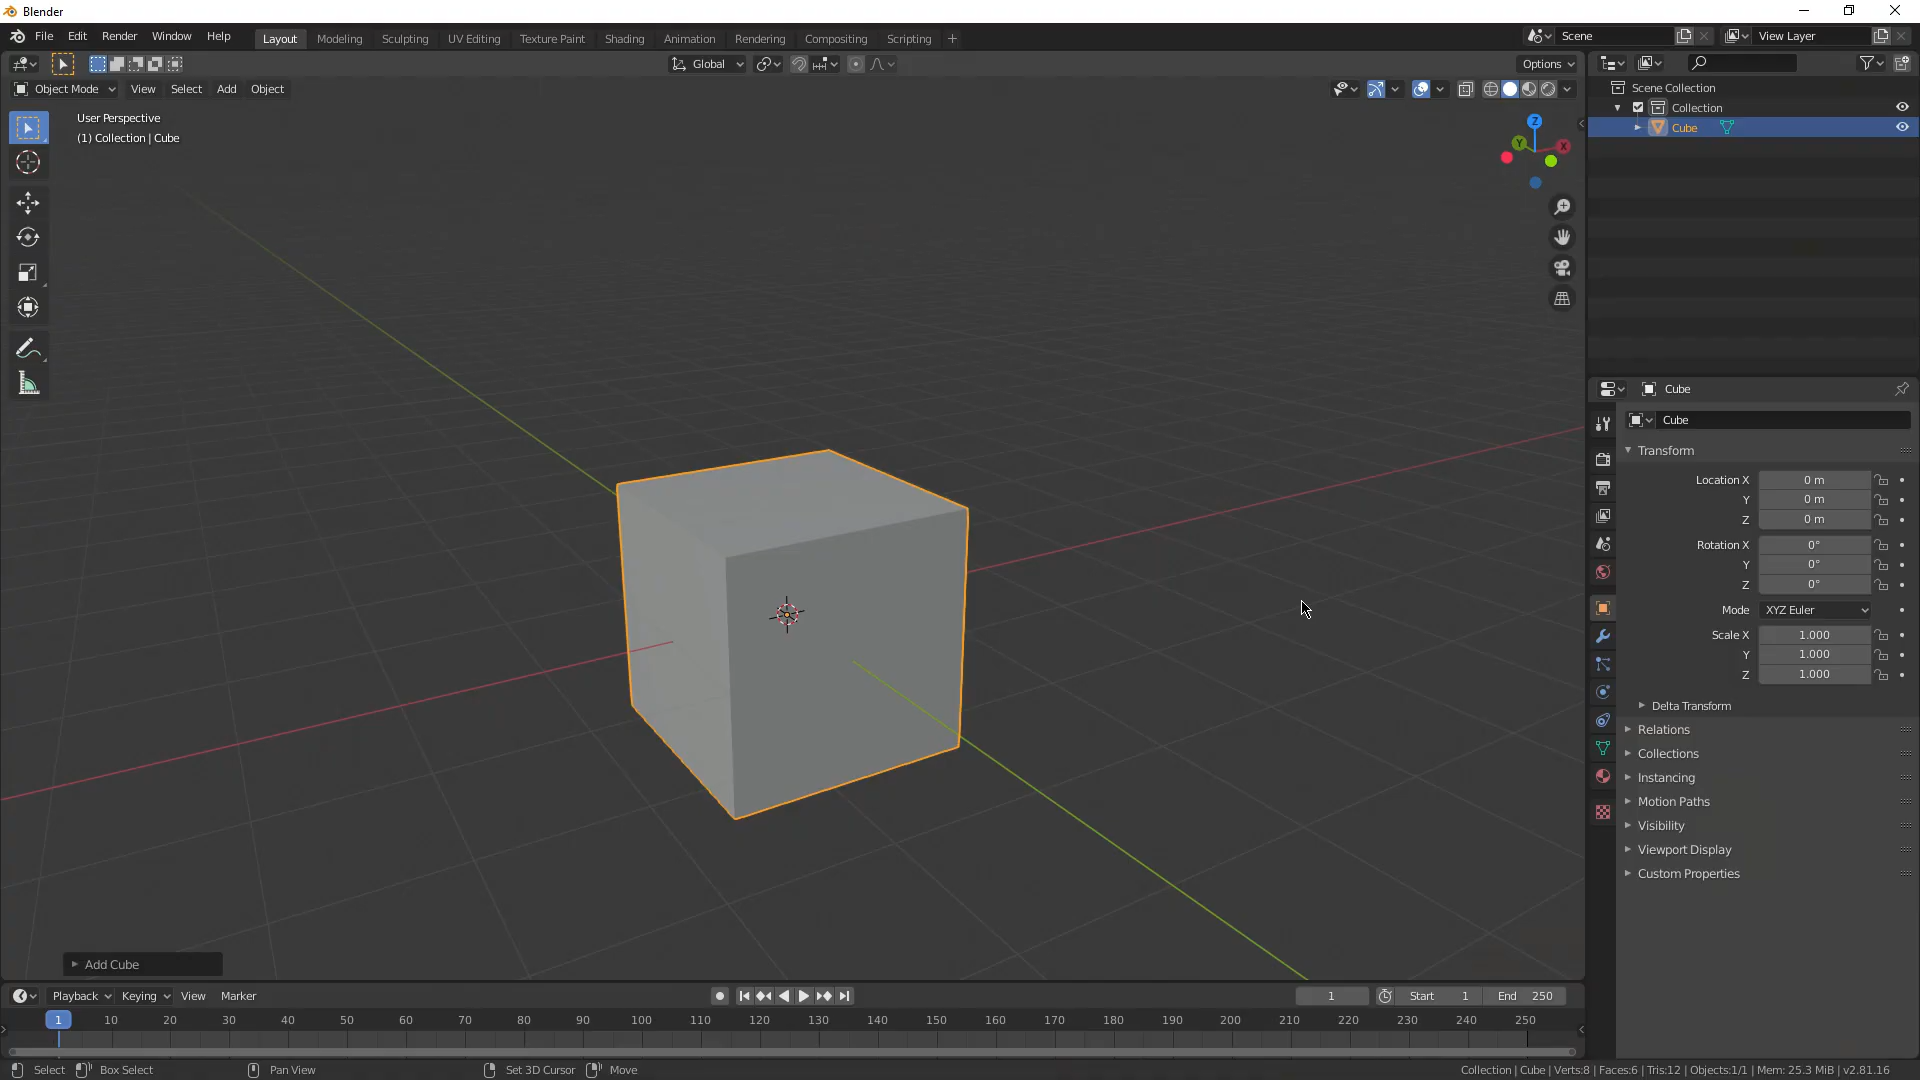 Blender
File Edit Render Window Help Layout Modeling Sculpting UV Editing Texture Paint Shading Animation Rendering Compositing Scripting + Scene View Layer
Global Options
Object Mode View Select Add Object
User Perspective
(1) Collection | Cube
Z
Y X
Scene Collection
Collection
Cube
Cube
Cube
Transform
Location X 0 m
Y 0 m
Z 0 m
Rotation X 0°
Y 0°
Z 0°
Mode XYZ Euler
Scale X 1.000
Y 1.000
Z 1.000
Delta Transform
Relations
Collections
Instancing
Motion Paths
Visibility
Viewport Display
Custom Properties
Add Cube
Playback Keying View Marker 1 Start 1 End 250
1 10 20 30 40 50 60 70 80 90 100 110 120 130 140 150 160 170 180 190 200 210 220 230 240 250
Select Box Select Pan View Set 3D Cursor Move Collection | Cube | Verts:8 | Faces:6 | Tris:12 | Objects:1/1 | Mem: 25.3 MiB | v2.81.16